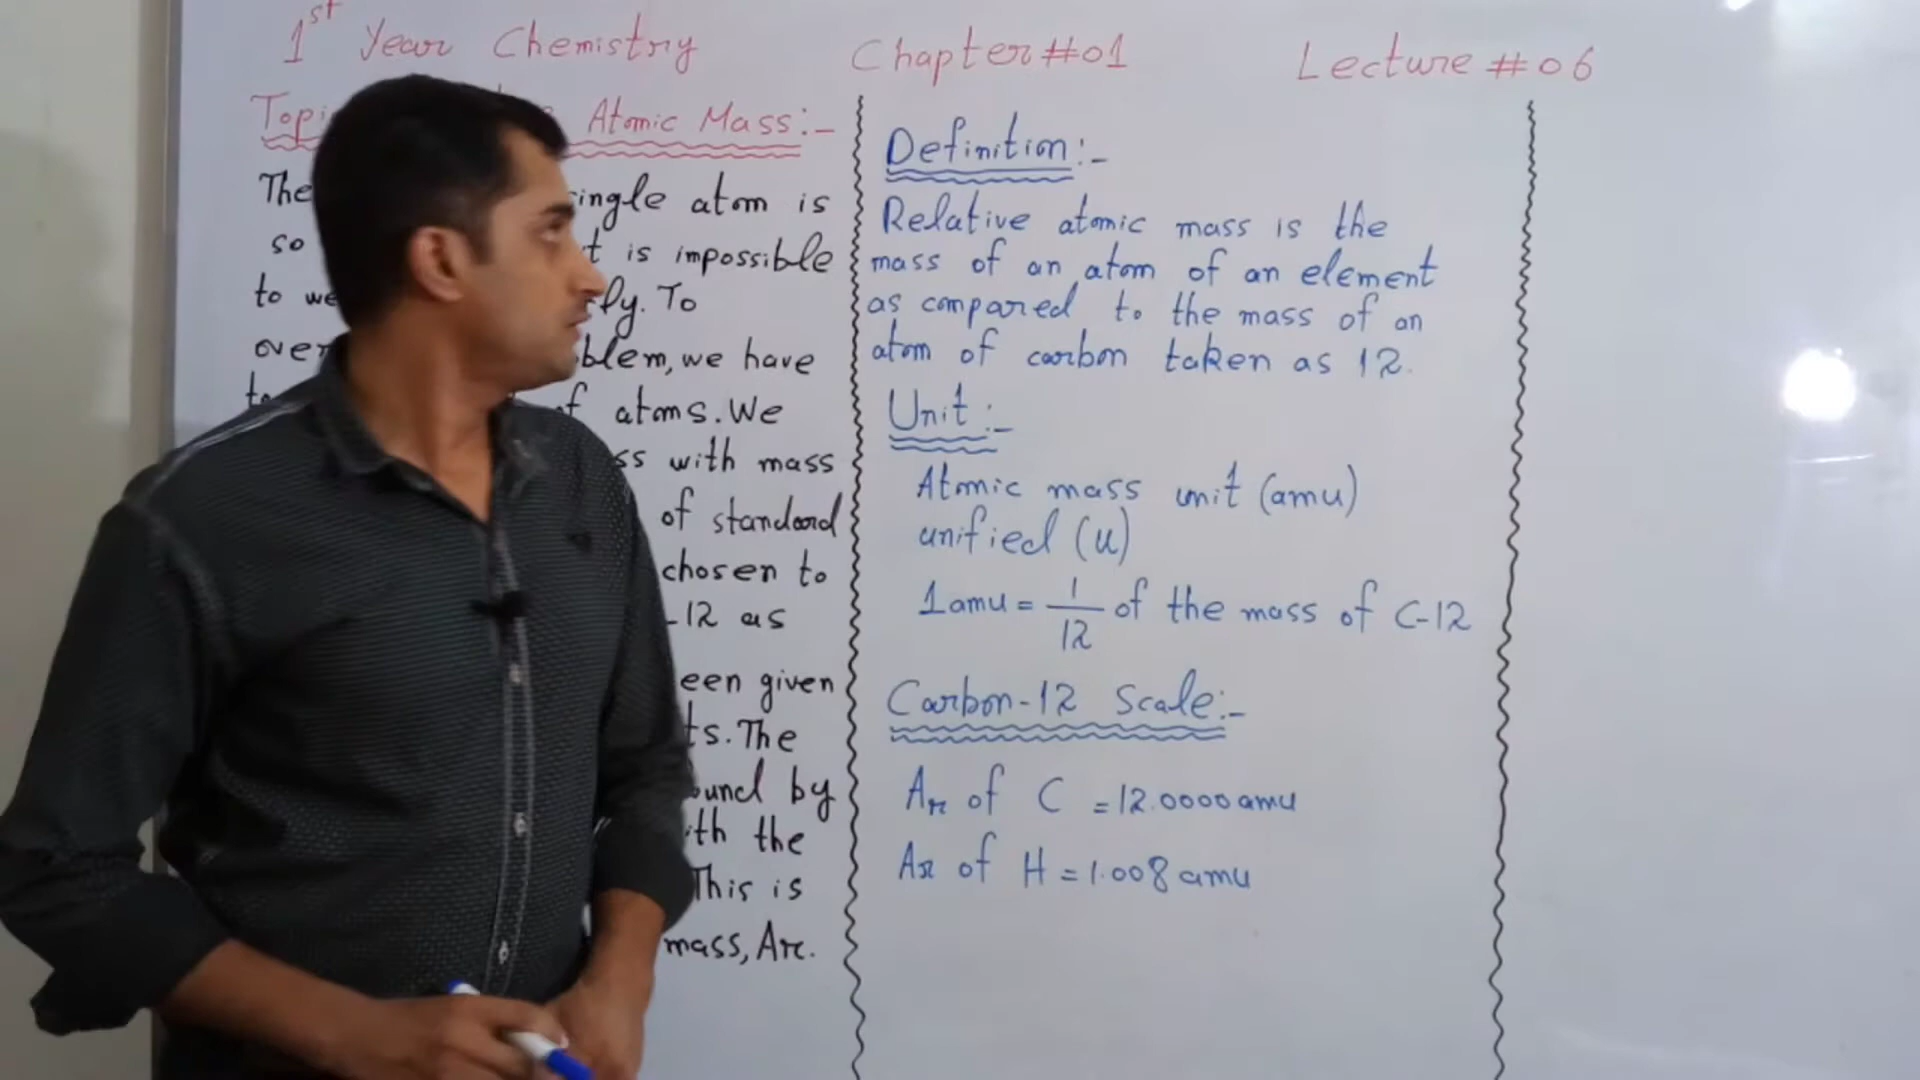 1st Year Chemistry Chapter#01 Lecture #06
Atomic Mass:-
The ingle atom is
so is impossible
to we ly. To
over blem, we have
of atoms. We
ss with mass
of standard
chosen to
-12 as
een given
ts. The
ound by
th the
This is
mass, Ar.
Definition:-
Relative atomic mass is the
mass of an atom of an element
as compared to the mass of an
atom of carbon taken as 12.
Unit:-
Atomic mass unit (amu)
unified (u)
1amu = 1/12 of the mass of C-12
Carbon-12 Scale:-
Ar of C = 12.0000 amu
Ar of H = 1.008 amu